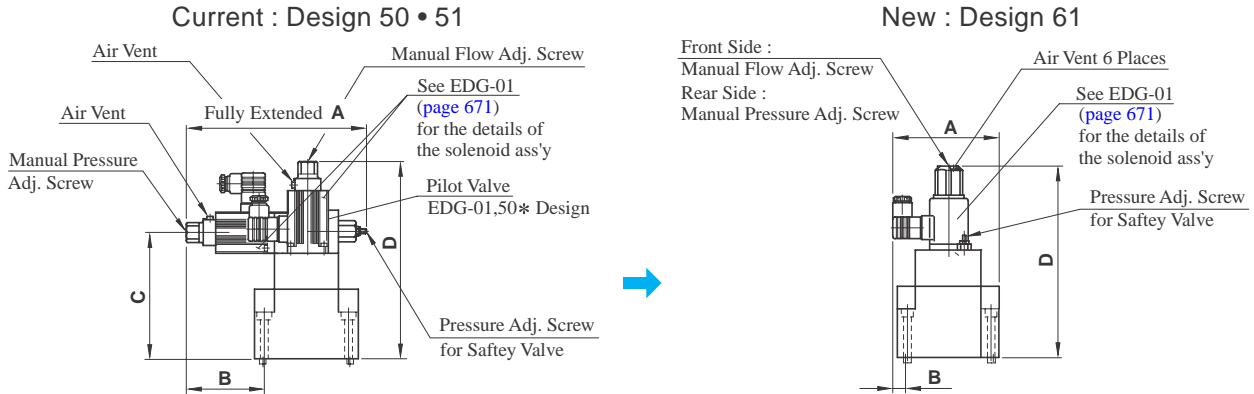 Current : Design 50 • 51
Air Vent
Manual Flow Adj. Screw
See EDG-01
(page 671)
for the details of
the solenoid ass'y
Fully Extended A
Air Vent
Manual Pressure
Adj. Screw
Pilot Valve
EDG-01,50* Design
D
C
Pressure Adj. Screw
for Saftey Valve
B
New : Design 61
Front Side :
Manual Flow Adj. Screw
Rear Side :
Manual Pressure Adj. Screw
Air Vent 6 Places
See EDG-01
(page 671)
for the details of
the solenoid ass'y
A
Pressure Adj. Screw
for Saftey Valve
D
B